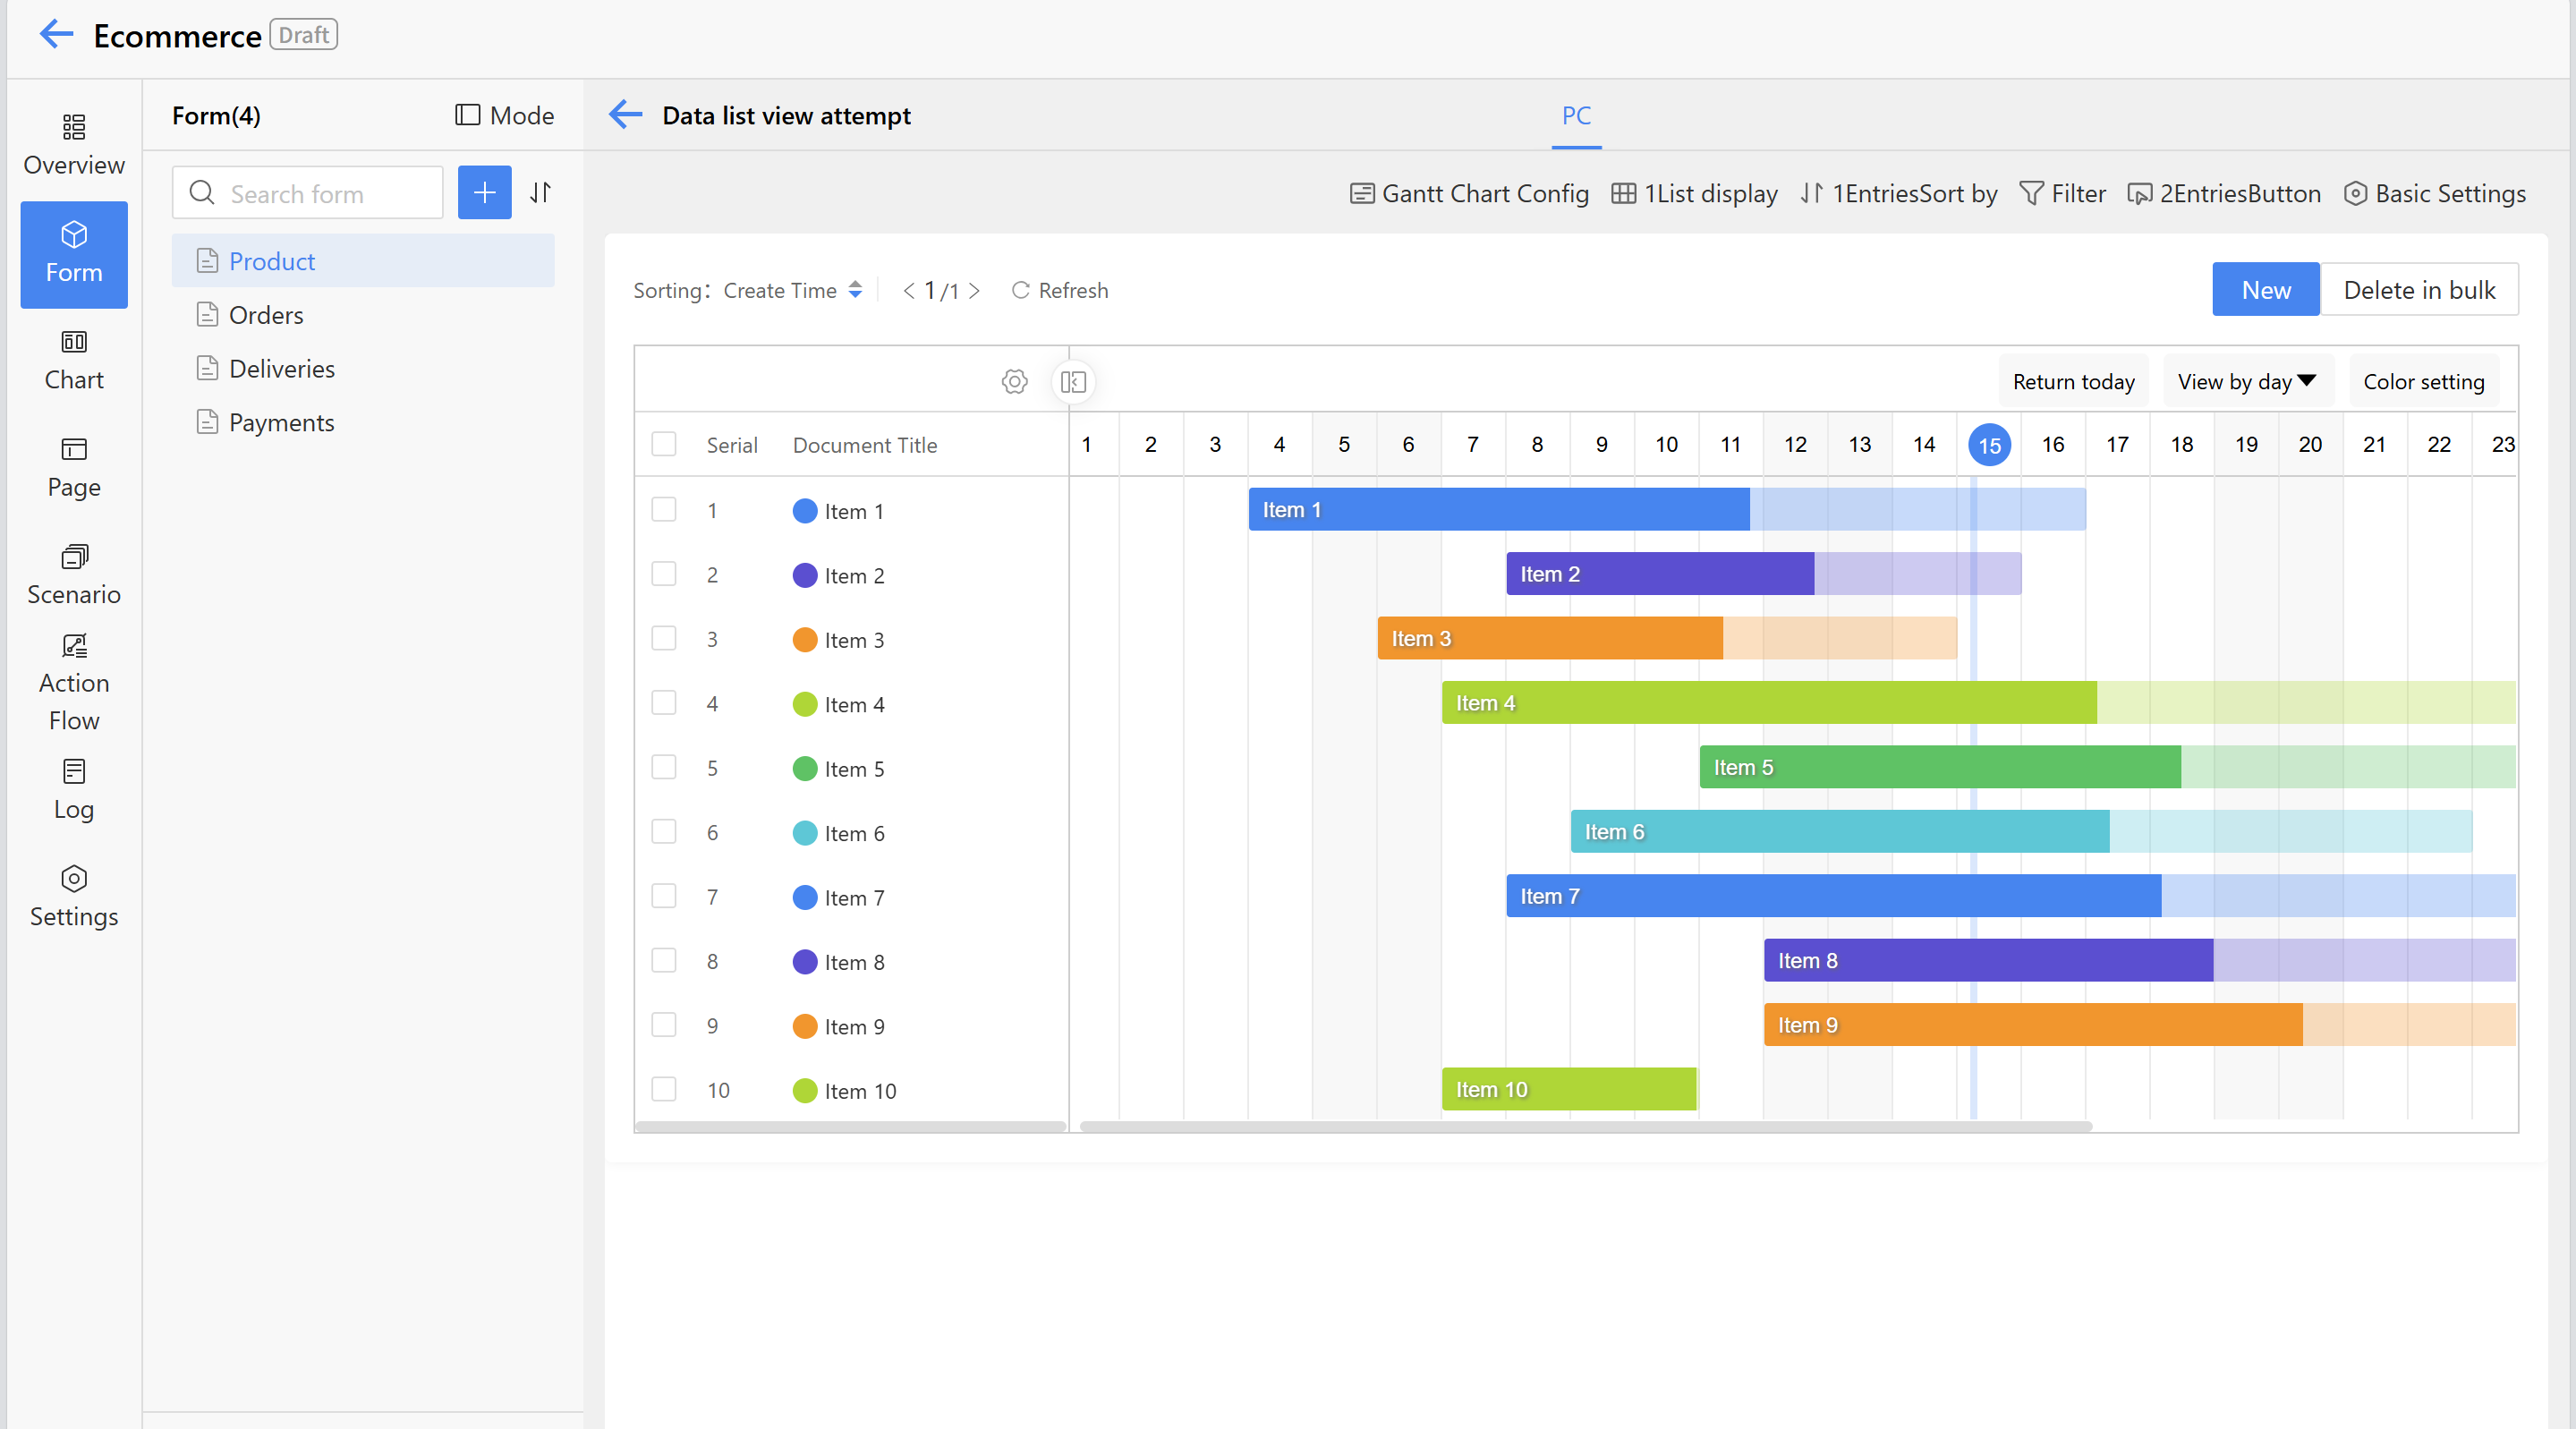 Ecommerce Draft
Overview
Form
Chart
Page
Scenario
Action
Flow
Log
Settings
Form(4) Mode
Search form
Product
Orders
Deliveries
Payments
Data list view attempt PC
Gantt Chart Config 1List display 1EntriesSort by Filter 2EntriesButton Basic Settings
Sorting: Create Time 1 /1 Refresh New Delete in bulk
Return today View by day Color setting
Serial Document Title 1 2 3 4 5 6 7 8 9 10 11 12 13 14 15 16 17 18 19 20 21 22 23
1 Item 1 Item 1
2 Item 2 Item 2
3 Item 3 Item 3
4 Item 4 Item 4
5 Item 5 Item 5
6 Item 6 Item 6
7 Item 7 Item 7
8 Item 8 Item 8
9 Item 9 Item 9
10 Item 10 Item 10